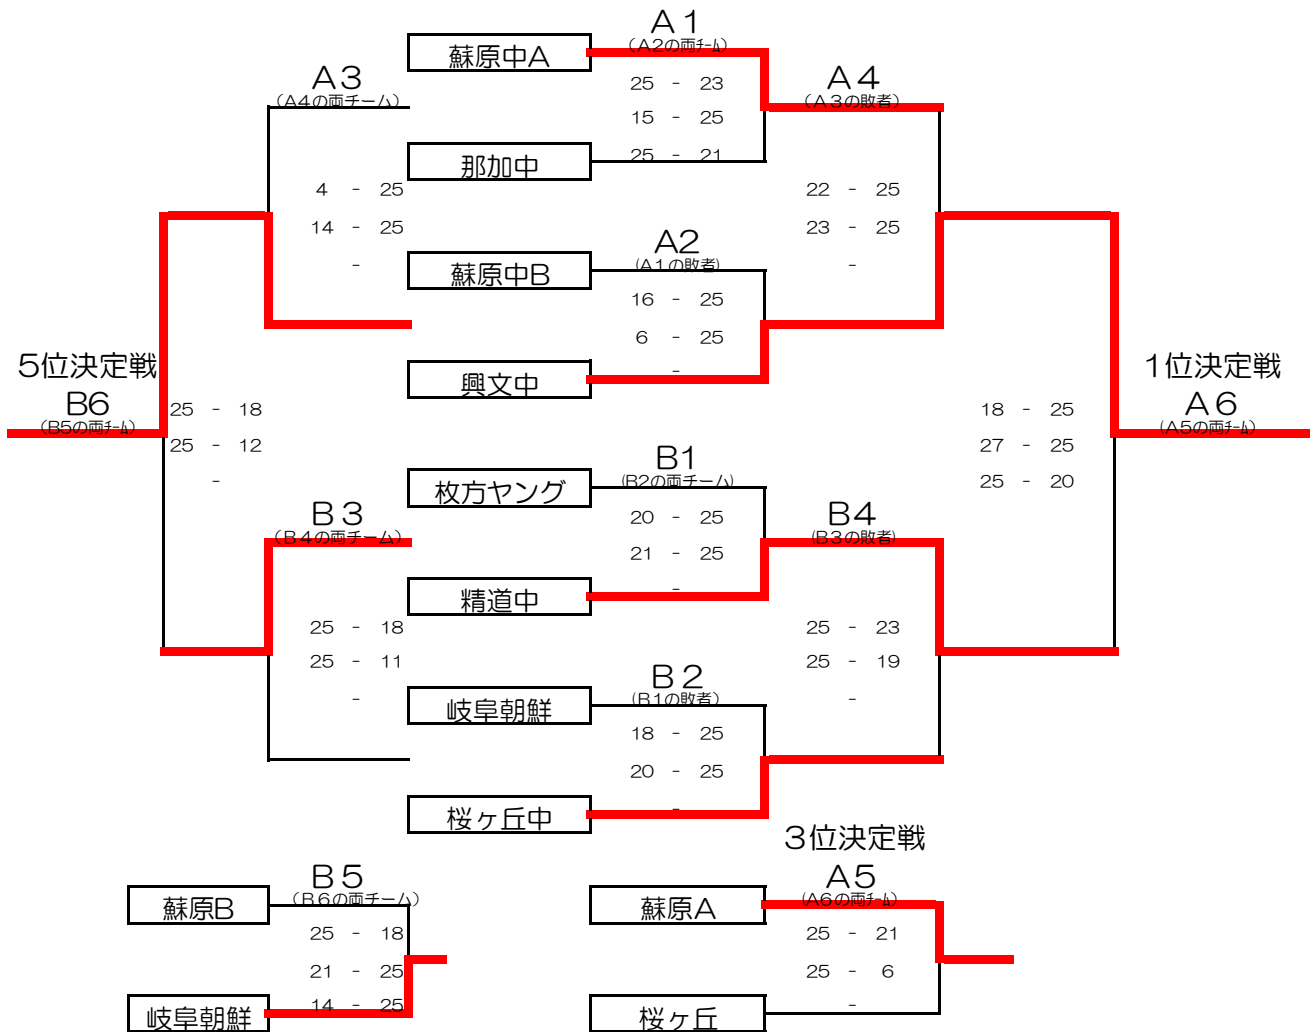 A１
蘇原中A
(A2の両ﾁｰﾑ)
A３
(A４の両チーム)
25 - 23
A４
(A３の敗者)
15 - 25
25 - 21
那加中
4 - 25
22 - 25
14 - 25
23 - 25
-
-
A2
蘇原中B
(A１の敗者)
16 - 25
6 - 25
-
興文中
5位決定戦
B6
(B5の両ﾁｰﾑ)
25 - 18
25 - 12
-
1位決定戦
A６
(A5の両ﾁｰﾑ)
18 - 25
27 - 25
25 - 20
B1
(B2の両チーム)
枚方ヤング
20 - 25
21 - 25
-
B３
(B４の両チーム)
B4
(B３の敗者)
精道中
25 - 18
25 - 11
-
25 - 23
25 - 19
-
B２
(B１の敗者)
岐阜朝鮮
18 - 25
20 - 25
-
桜ヶ丘中
3位決定戦
B５
(B６の両チーム)
蘇原B
25 - 18
21 - 25
14 - 25
岐阜朝鮮
A５
(A６の両ﾁｰﾑ)
蘇原A
25 - 21
25 - 6
-
桜ヶ丘